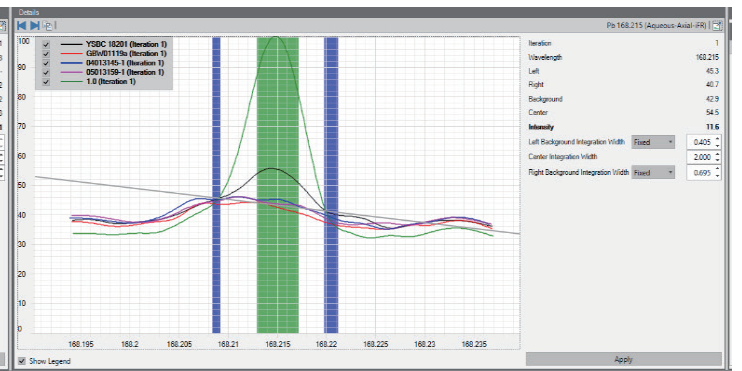 Details
Pb 168.215 (Aqueous-Axial-iFR)
100
90
80
70
60
50
40
30
20
10
0
YSBC 18201 (Iteration 1)
GBW01119a (Iteration 1)
04013145-1 (Iteration 1)
05013159-1 (Iteration 1)
1.0 (Iteration 1)
168.195 168.2 168.205 168.21 168.215 168.22 168.225 168.23 168.235
Show Legend
Iteration 1
Wavelength 168.215
Left 45.3
Right 40.7
Background 42.9
Center 54.5
Intensity 11.6
Left Background Integration Width Fixed 0.405
Center Integration Width 2.000
Right Background Integration Width Fixed 0.695
Apply